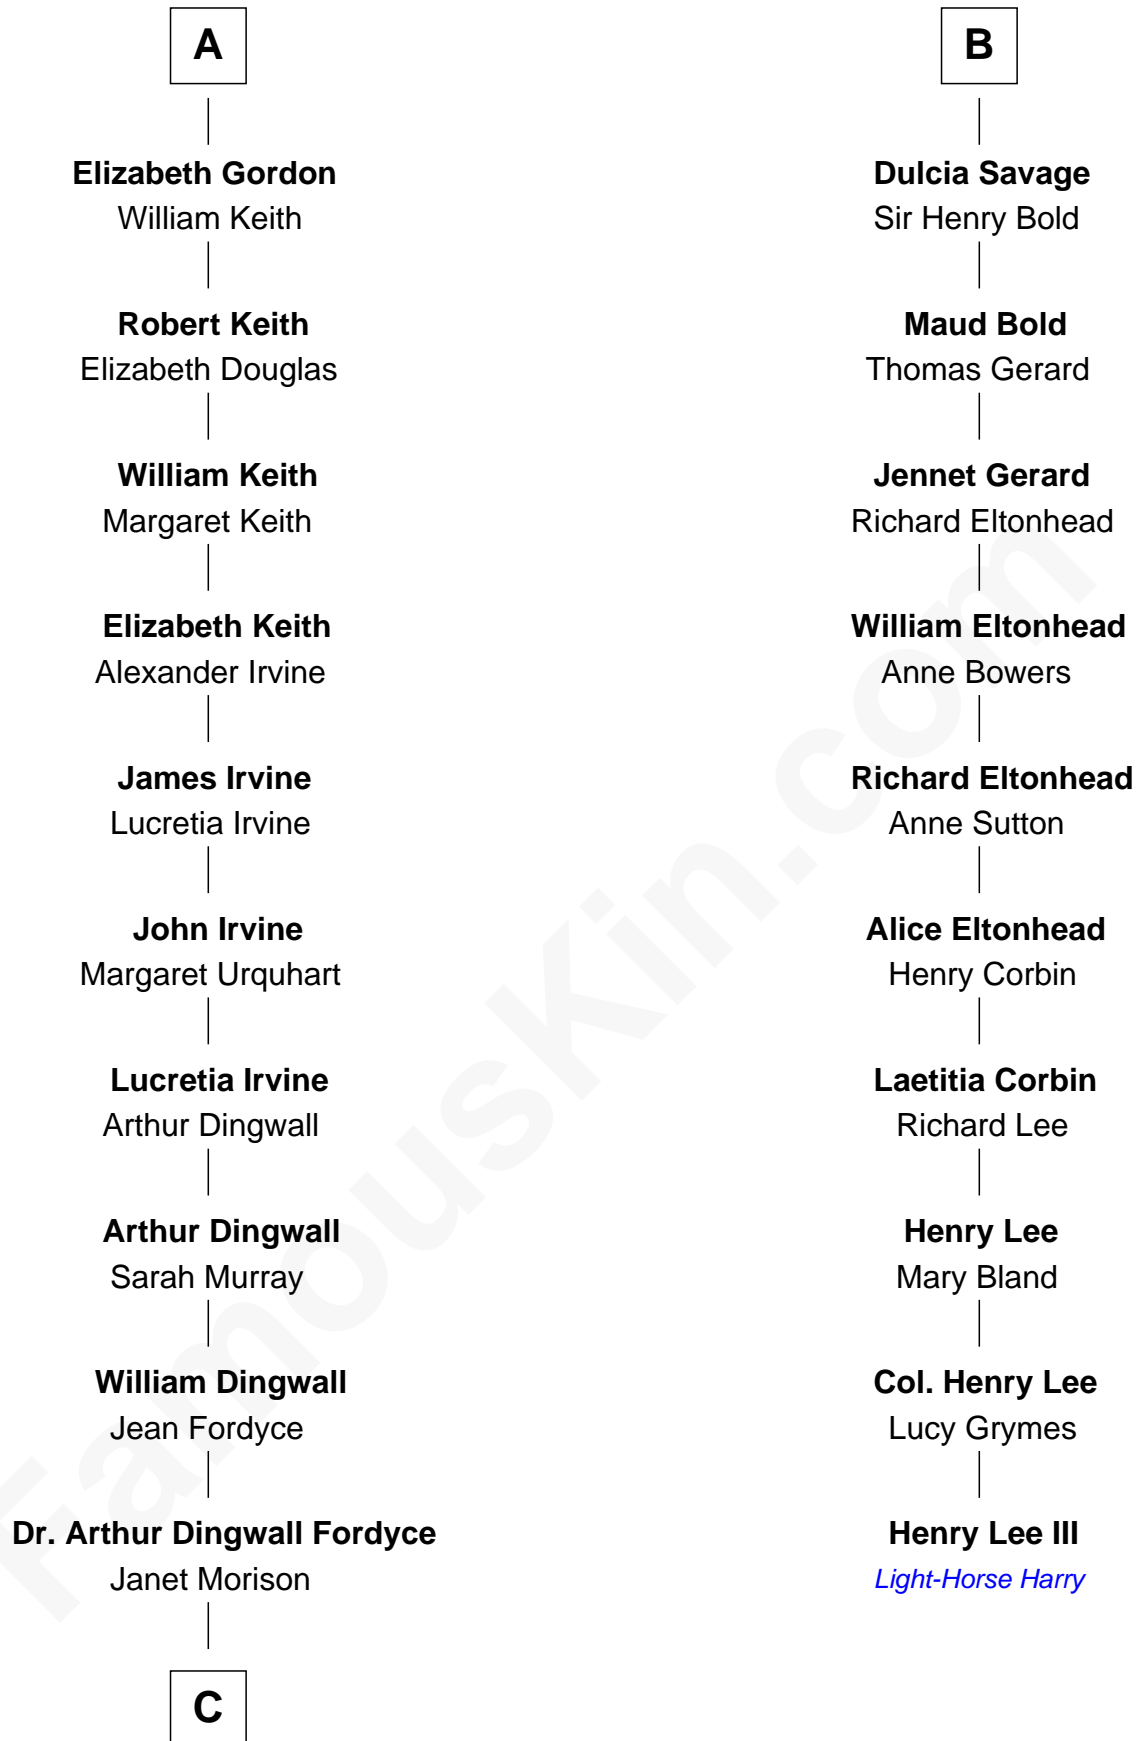 A
Elizabeth Gordon
William Keith
Robert Keith
Elizabeth Douglas
William Keith
Margaret Keith
Elizabeth Keith
Alexander Irvine
James Irvine
Lucretia Irvine
John Irvine
Margaret Urquhart
Lucretia Irvine
Arthur Dingwall
Arthur Dingwall
Sarah Murray
William Dingwall
Jean Fordyce
Dr. Arthur Dingwall Fordyce
Janet Morison
C
B
Dulcia Savage
Sir Henry Bold
Maud Bold
Thomas Gerard
Jennet Gerard
Richard Eltonhead
William Eltonhead
Anne Bowers
Richard Eltonhead
Anne Sutton
Alice Eltonhead
Henry Corbin
Laetitia Corbin
Richard Lee
Henry Lee
Mary Bland
Col. Henry Lee
Lucy Grymes
Henry Lee III
Light-Horse Harry
FamousKin.com